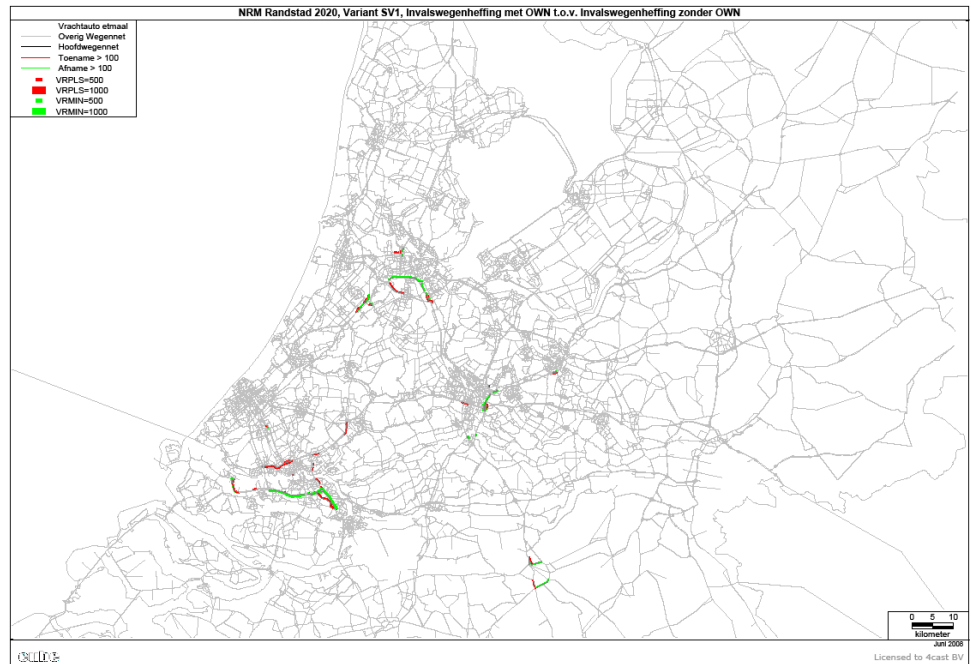 NRM Randstad 2020, Variant SV1, Invalswegenheffing met OWN t.o.v. Invalswegenheffing zonder OWN
Vrachtauto etmaal
Overig Wegennet
Hoofdwegennet
Toename > 100
Afname > 100
VRPLS=500
VRPLS=1000
VRMIN=500
VRMIN=1000
0 5 10
kilometer
Juni 2008
cube
Licensed to 4cast BV